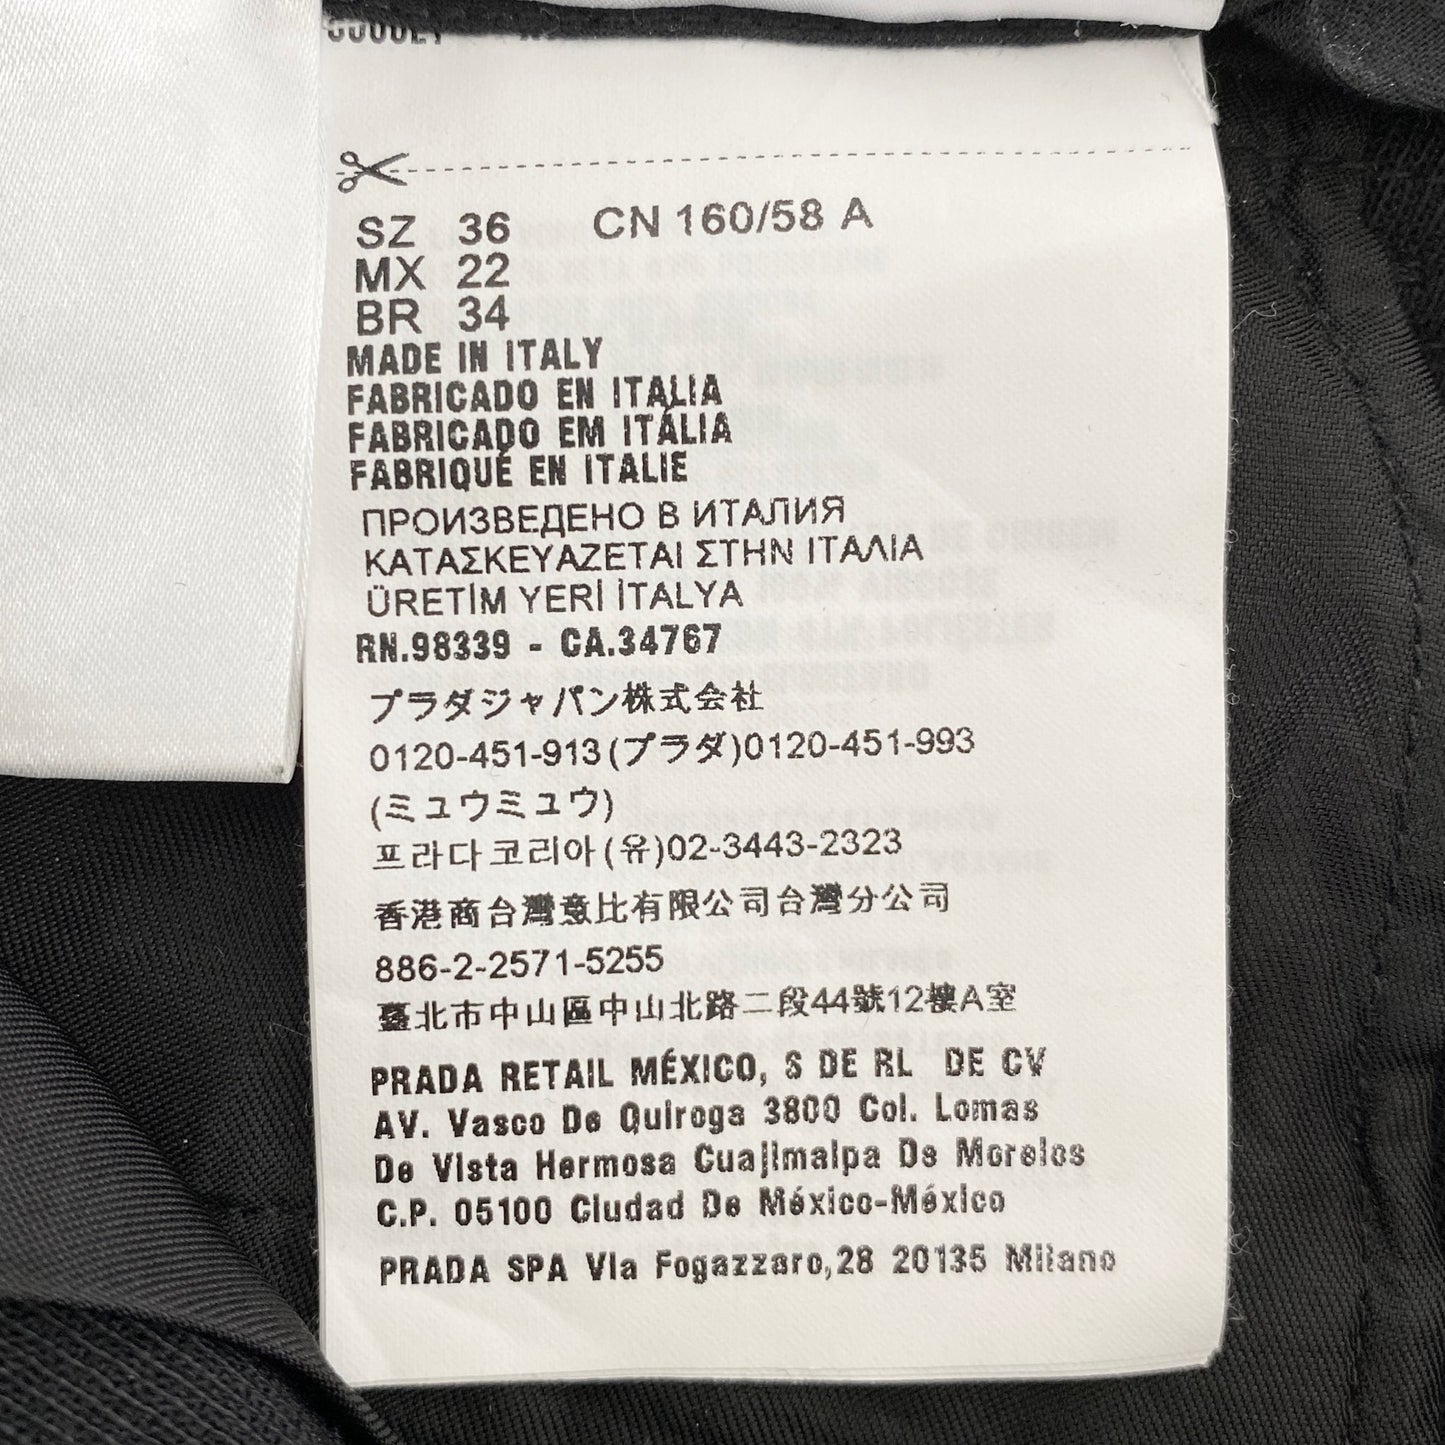 SZ 36 CN 160/58 A
MX 22
BR 34
MADE IN ITALY
FABRICADO EN ITALIA
FABRICADO EM ITÁLIA
FABRIQUÉ EN ITALIE
ПРОИЗВЕДЕНО В ИТАЛИЯ
ΚΑΤΑΣΚΕΥΑΖΕΤΑΙ ΣΤΗΝ ΙΤΑΛΙΑ
ÜRETİM YERİ İTALYA
RN.98339 - CA.34767
プラダジャパン株式会社
0120-451-913(プラダ)0120-451-993
(ミュウミュウ)
프라다코리아(유)02-3443-2323
香港商台灣意比有限公司台灣分公司
886-2-2571-5255
臺北市中山區中山北路二段44號12樓A室
PRADA RETAIL MÉXICO, S DE RL DE CV
AV. Vasco De Quiroga 3800 Col. Lomas
De Vista Hermosa Cuajimalpa De Morelos
C.P. 05100 Ciudad De México-México
PRADA SPA Via Fogazzaro,28 20135 Milano